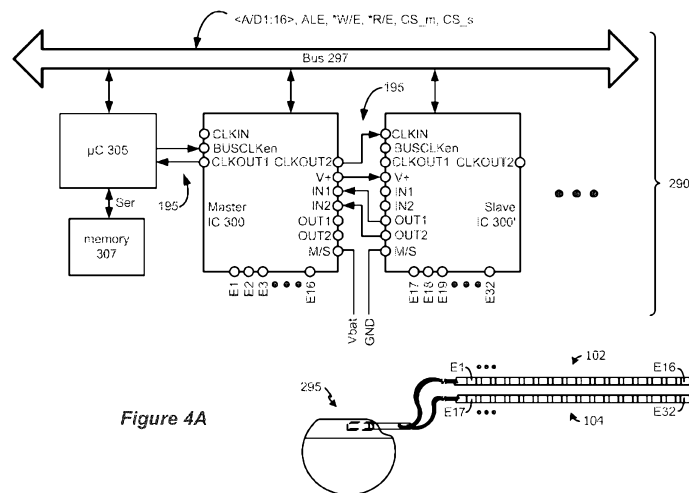 <A/D1:16>, ALE, *W/E, *R/E, CS_m, CS_s
Bus 297
195
290
µC 305
CLKIN
BUSCLKen
CLKOUT1 CLKOUT2
V+
IN1
IN2
OUT1
OUT2
M/S
Master
IC 300
195
Ser
memory
307
E1
E2
E3
E16
Vbat
GND
CLKIN
BUSCLKen
CLKOUT1 CLKOUT2
V+
IN1
IN2
OUT1
OUT2
M/S
Slave
IC 300'
E17
E18
E19
E32
Figure 4A
295
E1
102
E16
E17
104
E32